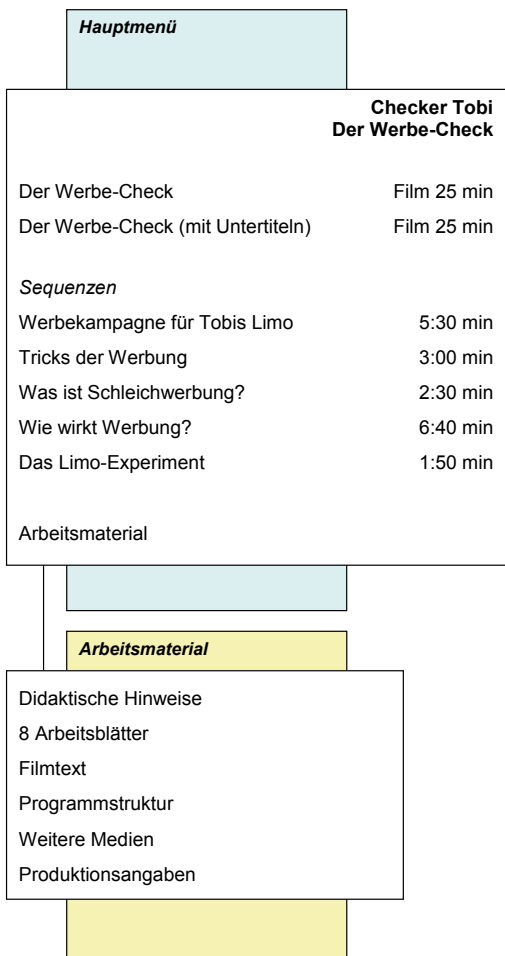 Hauptmenü
Checker Tobi
Der Werbe-Check
Der Werbe-Check Film 25 min
Der Werbe-Check (mit Untertiteln) Film 25 min
Sequenzen
Werbekampagne für Tobis Limo 5:30 min
Tricks der Werbung 3:00 min
Was ist Schleichwerbung? 2:30 min
Wie wirkt Werbung? 6:40 min
Das Limo-Experiment 1:50 min
Arbeitsmaterial
Arbeitsmaterial
Didaktische Hinweise
8 Arbeitsblätter
Filmtext
Programmstruktur
Weitere Medien
Produktionsangaben